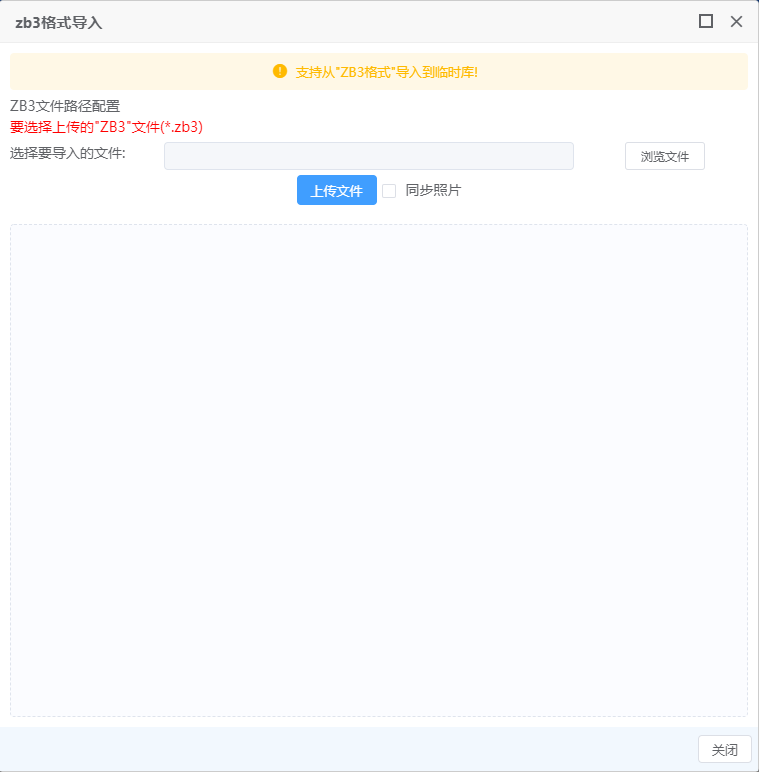 zb3格式导入
支持从"ZB3格式"导入到临时库!
ZB3文件路径配置
要选择上传的"ZB3"文件(*.zb3)
选择要导入的文件: 浏览文件
上传文件 同步照片
关闭